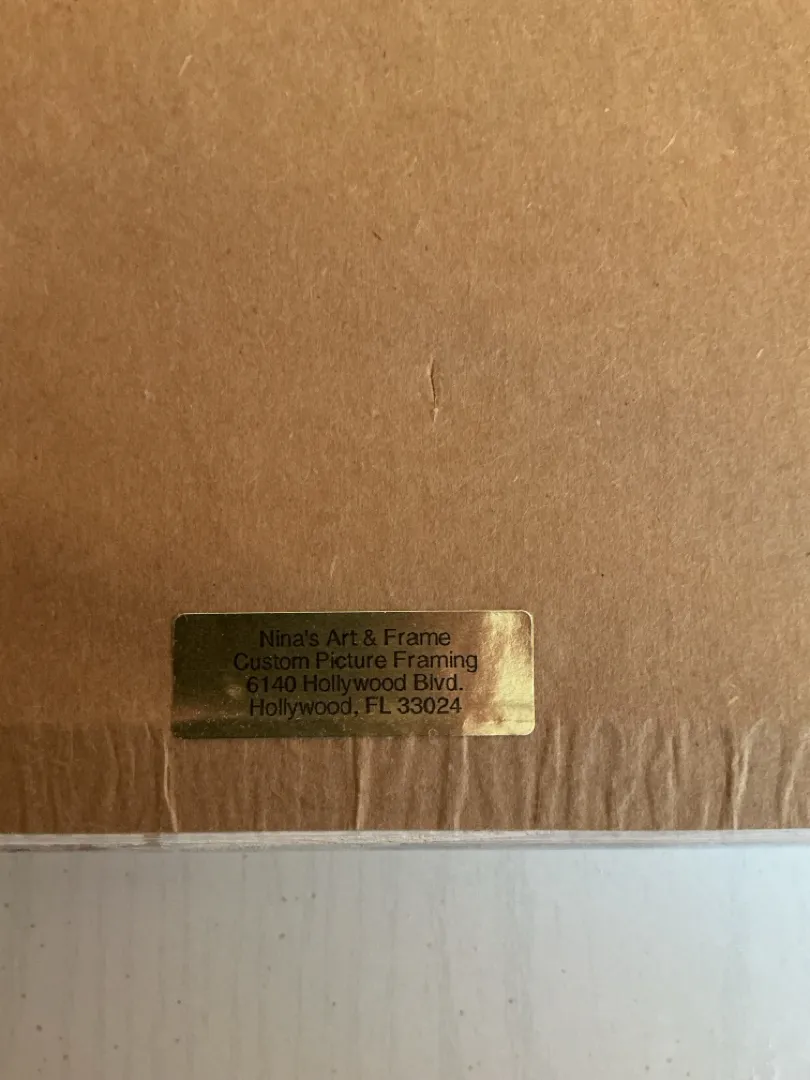 Nina's Art & Frame
Custom Picture Framing
6140 Hollywood Blvd.
Hollywood, FL 33024